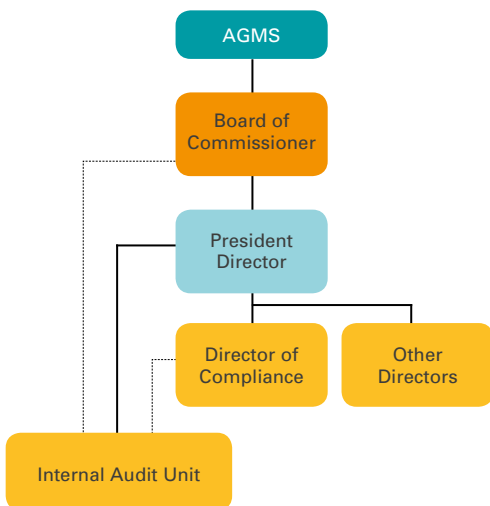 AGMS
Board of
Commissioner
President
Director
Director of
Compliance
Other
Directors
Internal Audit Unit